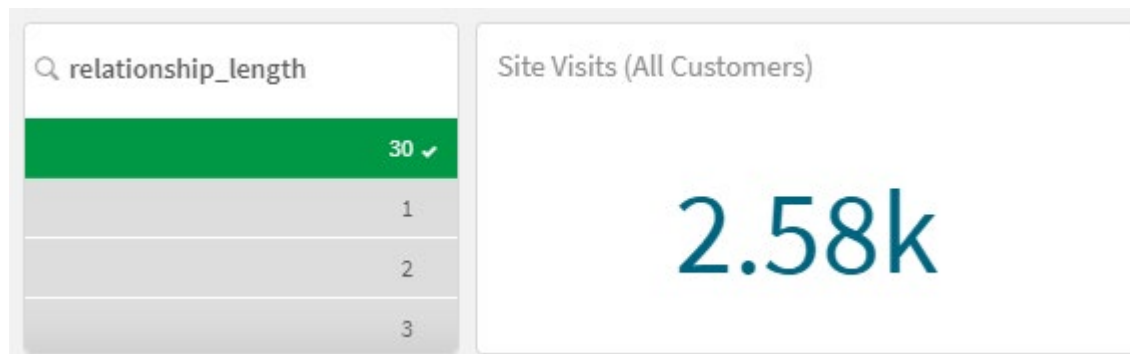 relationship_length
30
1
2
3
Site Visits (All Customers)
2.58k